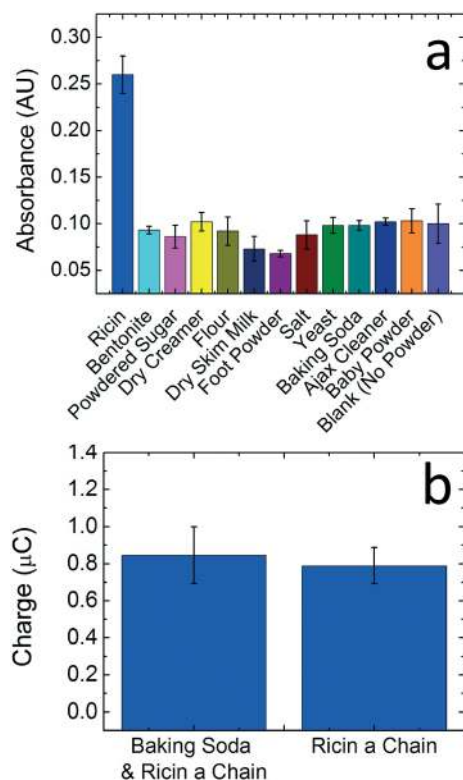 a
Absorbance (AU)
0.30
0.25
0.20
0.15
0.10
0.05
Ricin
Bentonite
Powdered Sugar
Dry Creamer
Flour
Dry Skim Milk
Foot Powder
Salt
Yeast
Baking Soda
Ajax Cleaner
Baby Powder
Blank (No Powder)
b
Charge (μC)
1.4
1.2
1.0
0.8
0.6
0.4
0.2
0.0
Baking Soda
& Ricin a Chain
Ricin a Chain